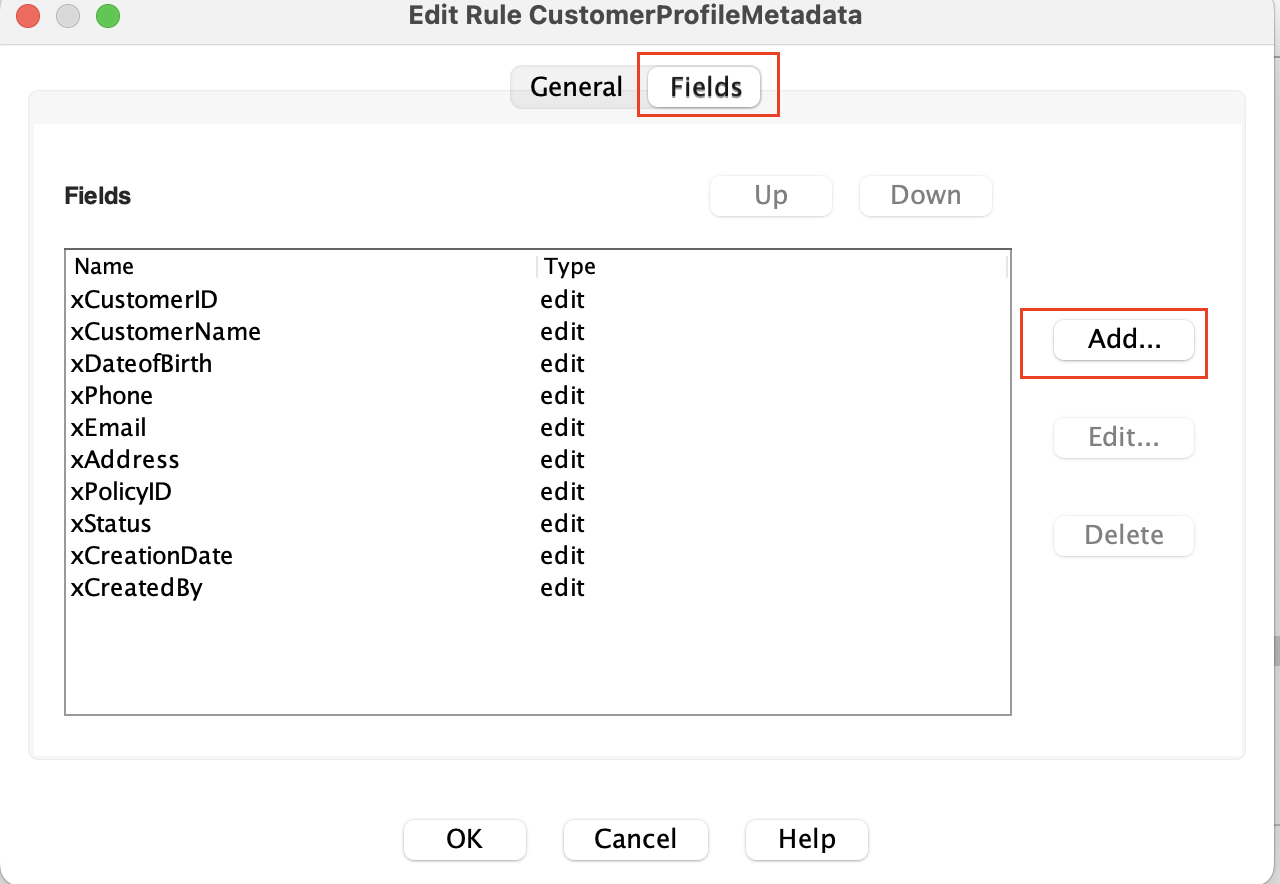 Edit Rule CustomerProfileMetadata
General Fields
Fields Up Down
Name Type
xCustomerID edit
xCustomerName edit
xDateofBirth edit
xPhone edit
xEmail edit
xAddress edit
xPolicyID edit
xStatus edit
xCreationDate edit
xCreatedBy edit
Add...
Edit...
Delete
OK Cancel Help